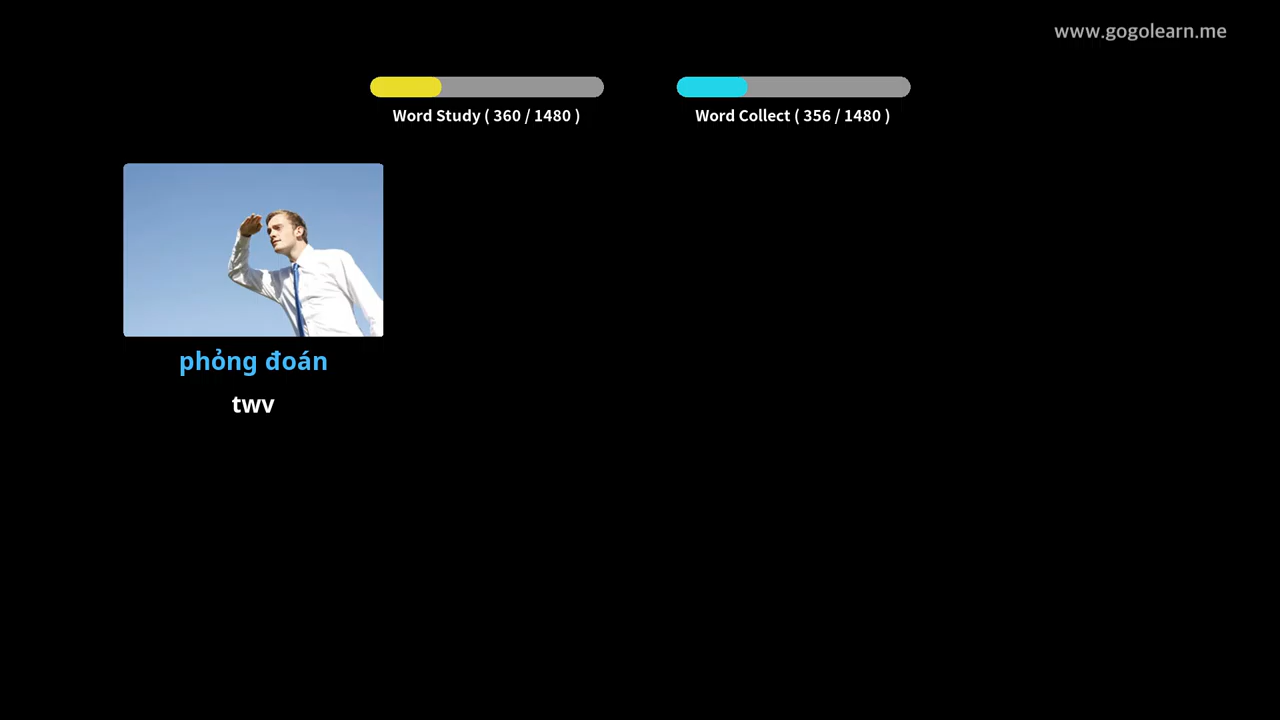 www.gogolearn.me
Word Study ( 360 / 1480 )
Word Collect ( 356 / 1480 )
phỏng đoán
twv